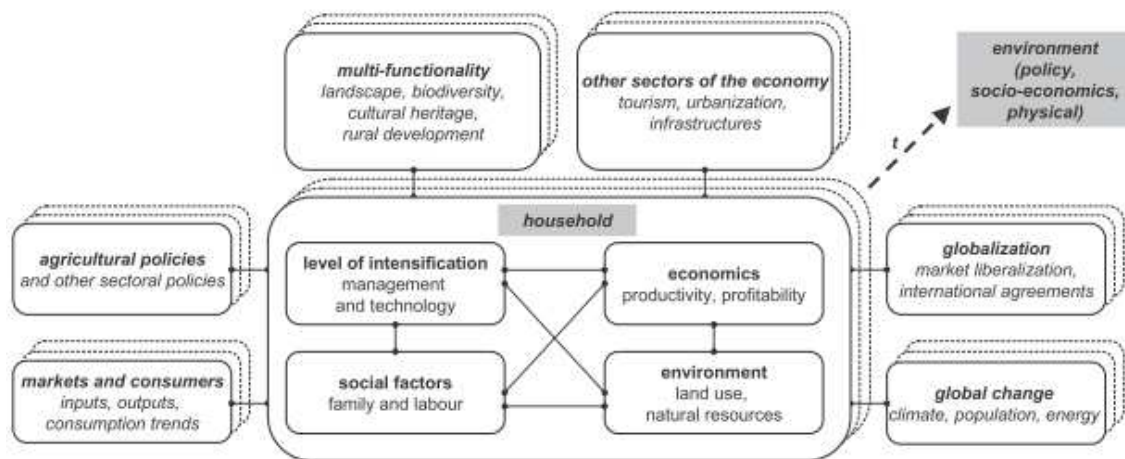 multi-functionality
landscape, biodiversity,
cultural heritage,
rural development
other sectors of the economy
tourism, urbanization,
infrastructures
environment
(policy,
socio-economics,
physical)
t
household
agricultural policies
and other sectoral policies
level of intensification
management
and technology
economics
productivity, profitability
globalization
market liberalization,
international agreements
markets and consumers
inputs, outputs,
consumption trends
social factors
family and labour
environment
land use,
natural resources
global change
climate, population, energy